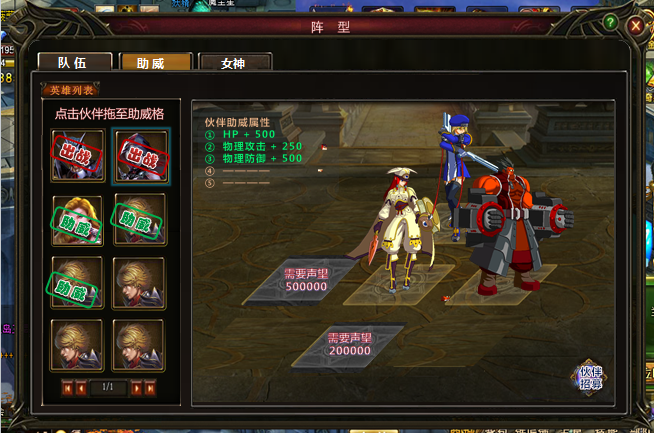 阵 型
队 伍
助 威
女神
英雄列表
点击伙伴拖至助威格
出战
出战
助威
助威
助威
1/1
伙伴助威属性
① HP + 500
② 物理攻击 + 250
③ 物理防御 + 500
④ —————
⑤ —————
需要声望
500000
需要声望
200000
伙伴
招募